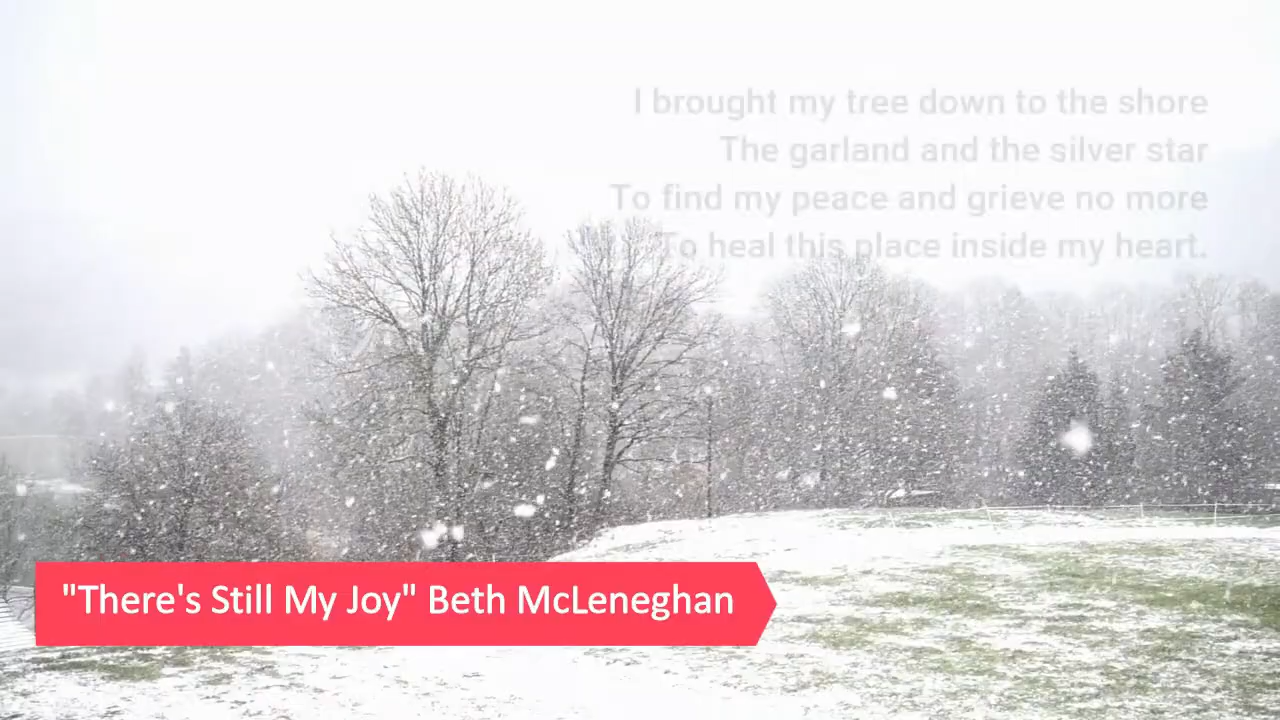 I brought my tree down to the shore
The garland and the silver star
To find my peace and grieve no more
To heal this place inside my heart.
"There's Still My Joy" Beth McLeneghan